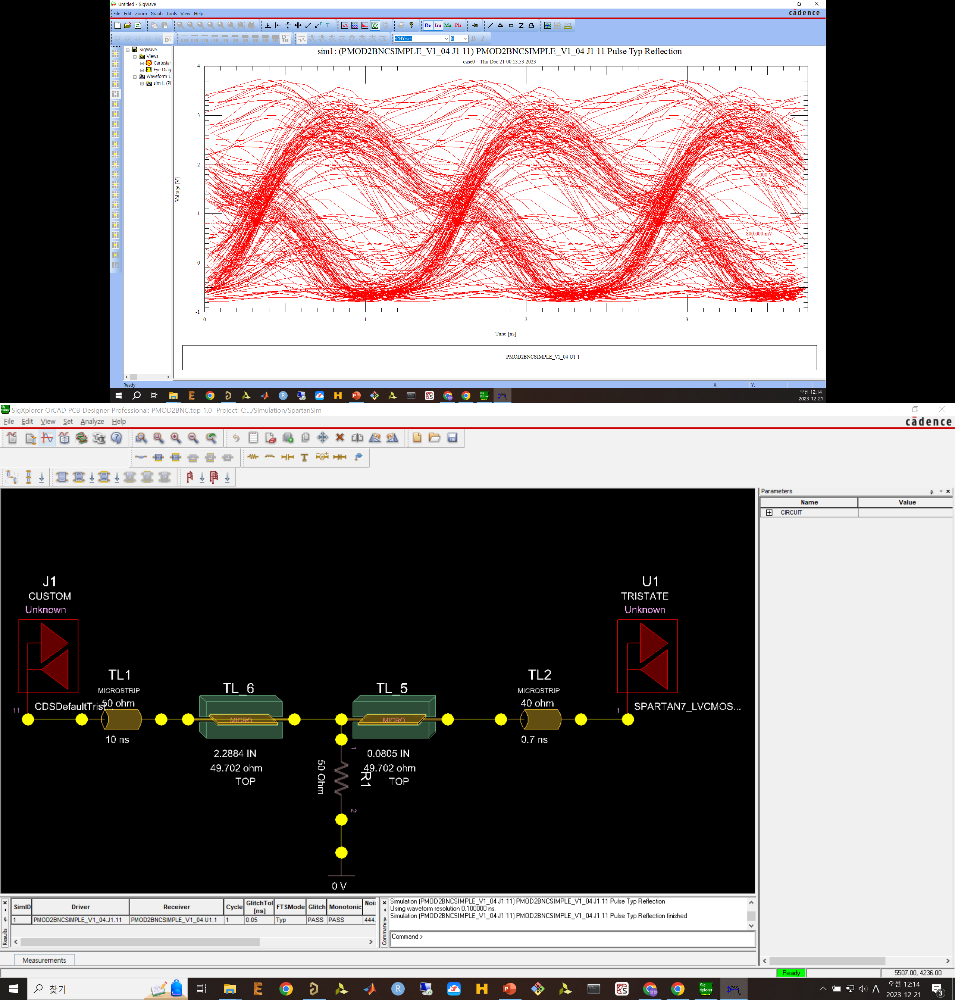 Untitled - SigWave
File Edit Zoom Graph Tools View Help
cādence
Re Im Ma Ph
SigWave
Views
Cartesian
Eye Diag
Waveform L
sim1: (PM
sim1: (PMOD2BNCSIMPLE_V1_04 J1 11) PMOD2BNCSIMPLE_V1_04 J1 11 Pulse Typ Reflection
case0 - Thu Dec 21 00:13:53 2023
Voltage [V]
4
3
2
1
0
-1
2.000 V
800.000 mV
0 1 2 3
Time [ns]
PMOD2BNCSIMPLE_V1_04 U1 1
Ready X: Y:
오전 12:14
2023-12-21
SigXplorer OrCAD PCB Designer Professional: PMOD2BNC.top 1.0 Project: C:.../Simulation/SpartanSim
File Edit View Set Analyze Help
cādence
Parameters
Name Value
CIRCUIT
J1
CUSTOM
Unknown
11
CDSDefaultTrist...
TL1
MICROSTRIP
50 ohm
10 ns
TL_6
MICRO
2.2884 IN
49.702 ohm
TOP
TL_5
MICRO
0.0805 IN
49.702 ohm
TOP
1
50 Ohm
R1
2
0 V
TL2
MICROSTRIP
40 ohm
0.7 ns
U1
TRISTATE
Unknown
1
SPARTAN7_LVCMOS...
SimID Driver Receiver Cycle GlitchTol [ns] FTSMode Glitch Monotonic Noi
1 PMOD2BNCSIMPLE_V1_04.J1.11 PMOD2BNCSIMPLE_V1_04.U1.1 1 0.05 Typ PASS PASS 444.
Results
Simulation (PMOD2BNCSIMPLE_V1_04 J1 11) PMOD2BNCSIMPLE_V1_04 J1 11 Pulse Typ Reflection
Using waveform resolution 0.100000 ns.
Simulation (PMOD2BNCSIMPLE_V1_04 J1 11) PMOD2BNCSIMPLE_V1_04 J1 11 Pulse Typ Reflection finished
Command >
Command
Measurements
Ready 5507.00, 4236.00
찾기
A
오전 12:14
2023-12-21
3